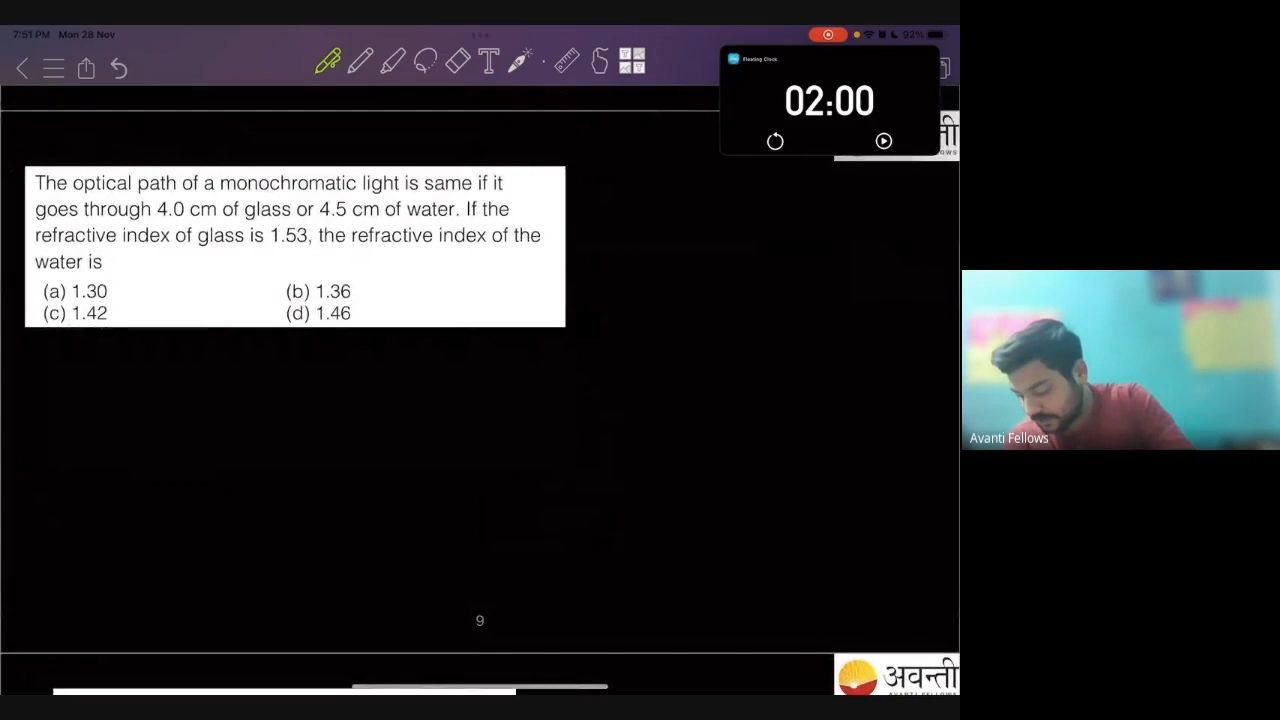 7:51 PM Mon 28 Nov
92%
Floating Clock
02:00
The optical path of a monochromatic light is same if it
goes through 4.0 cm of glass or 4.5 cm of water. If the
refractive index of glass is 1.53, the refractive index of the
water is
(a) 1.30 (b) 1.36
(c) 1.42 (d) 1.46
Avanti Fellows
9
अवन्ती